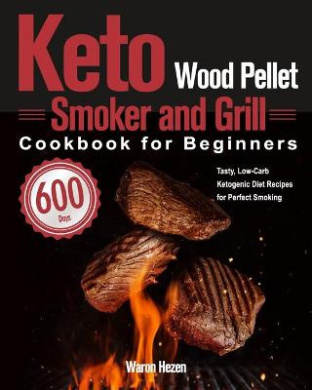 Keto Wood Pellet
Smoker and Grill
Cookbook for Beginners
Tasty, Low-Carb
Ketogenic Diet Recipes
for Perfect Smoking
600
Days
Waron Hezen